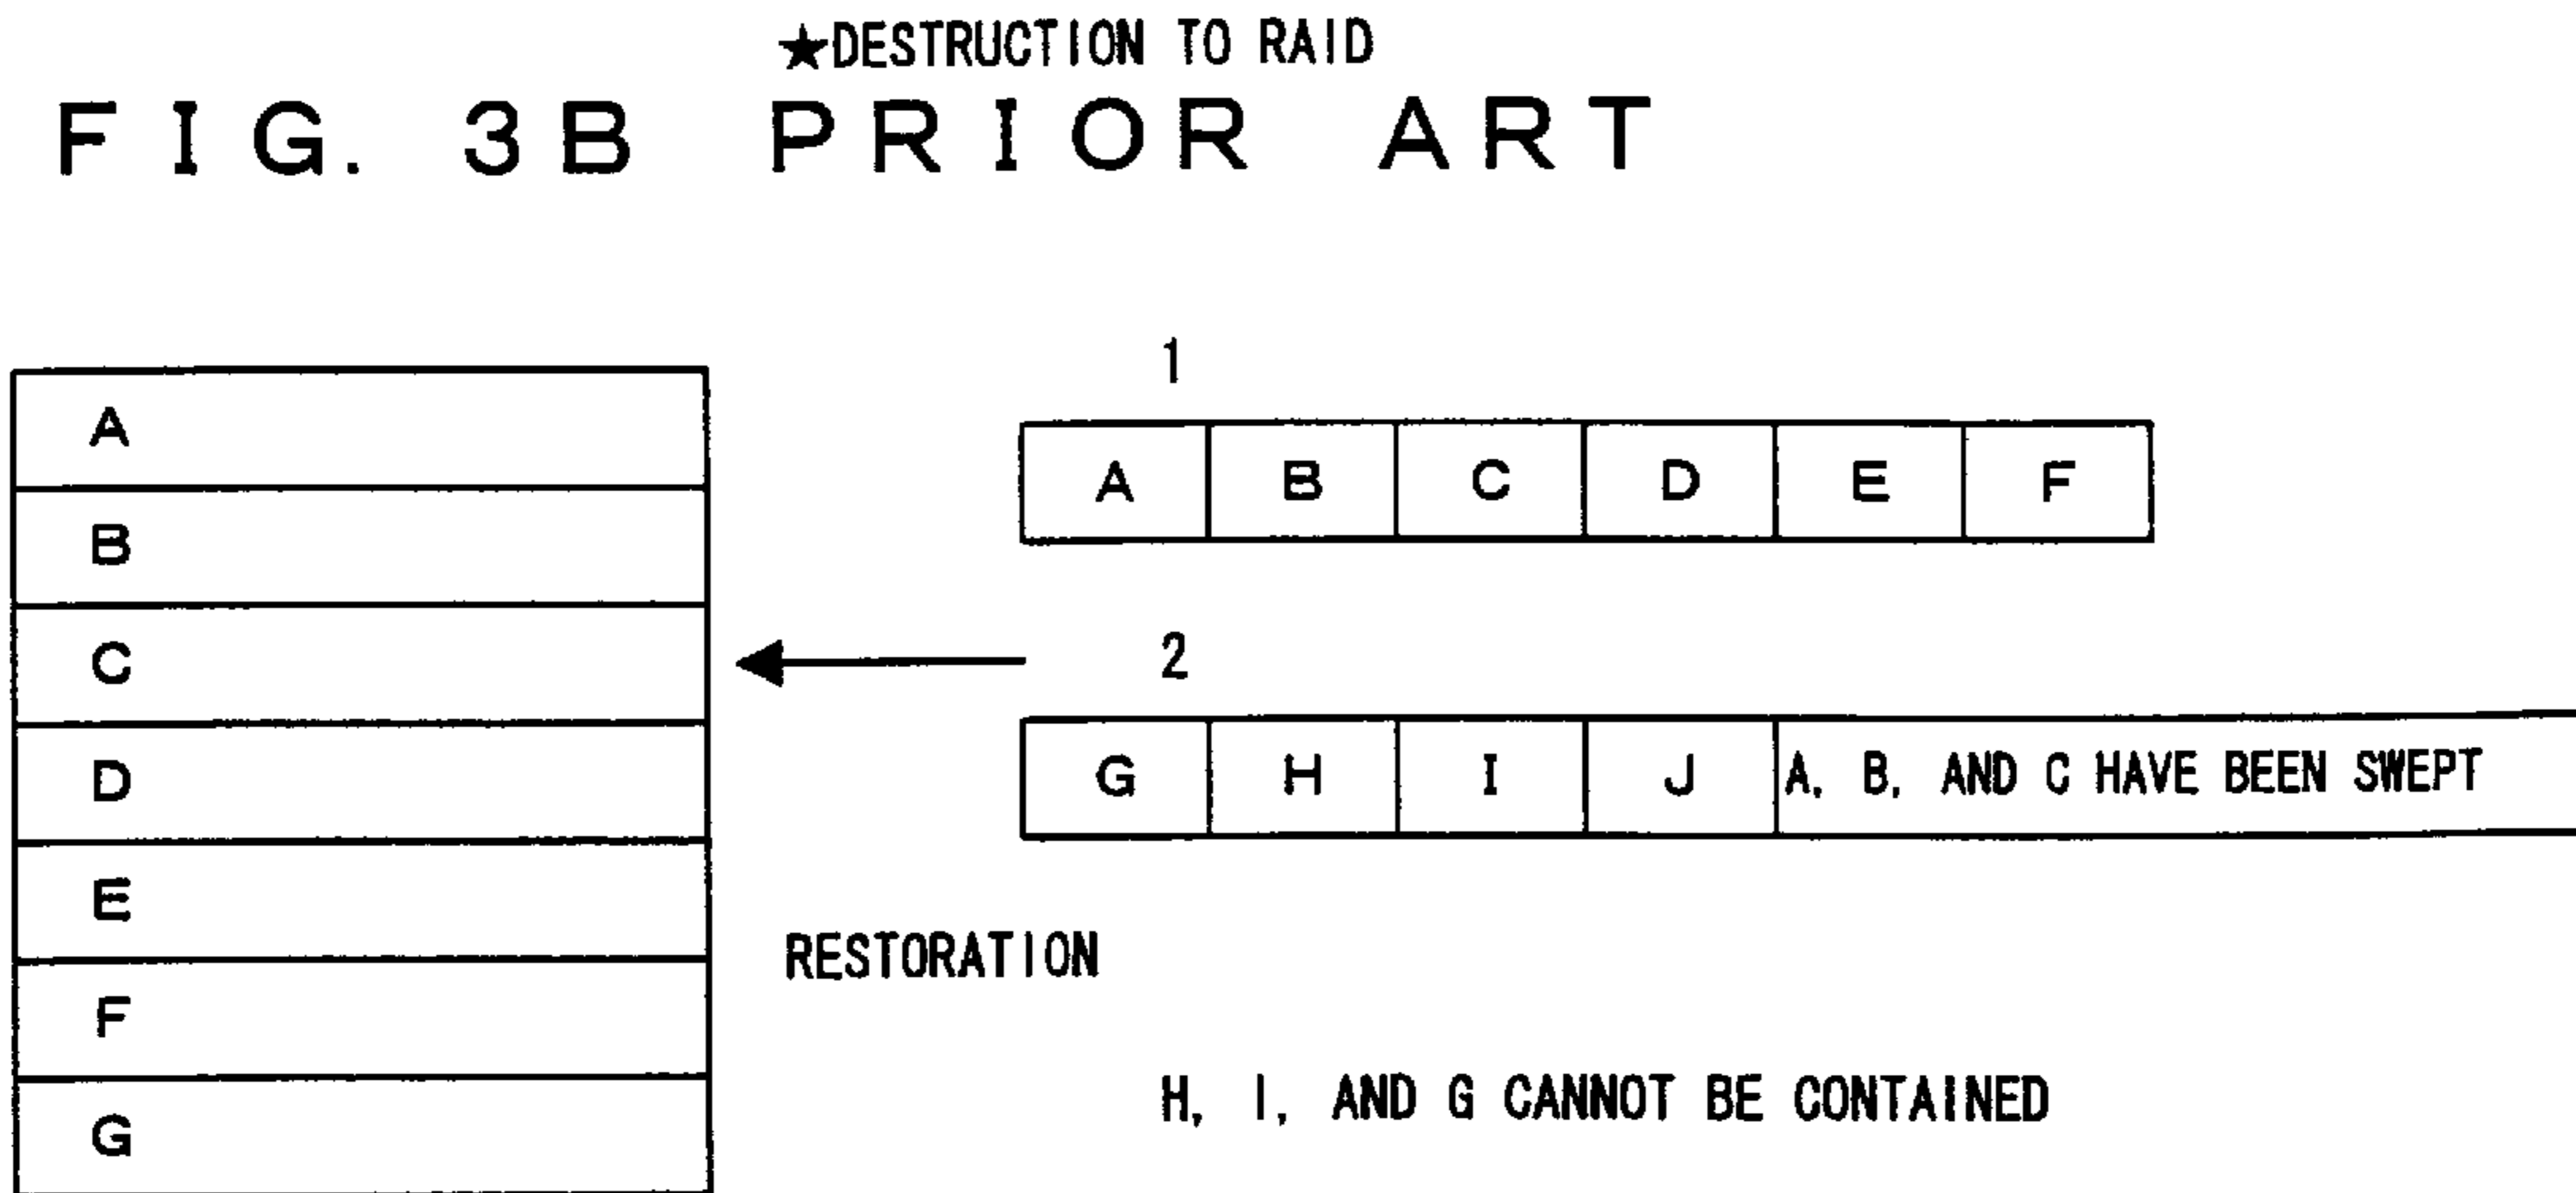 ★DESTRUCTION TO RAID
FIG. 3B PRIOR ART
A
B
C
D
E
F
G
1
A B C D E F
2
G H I J A, B, AND C HAVE BEEN SWEPT
RESTORATION
H, I, AND G CANNOT BE CONTAINED